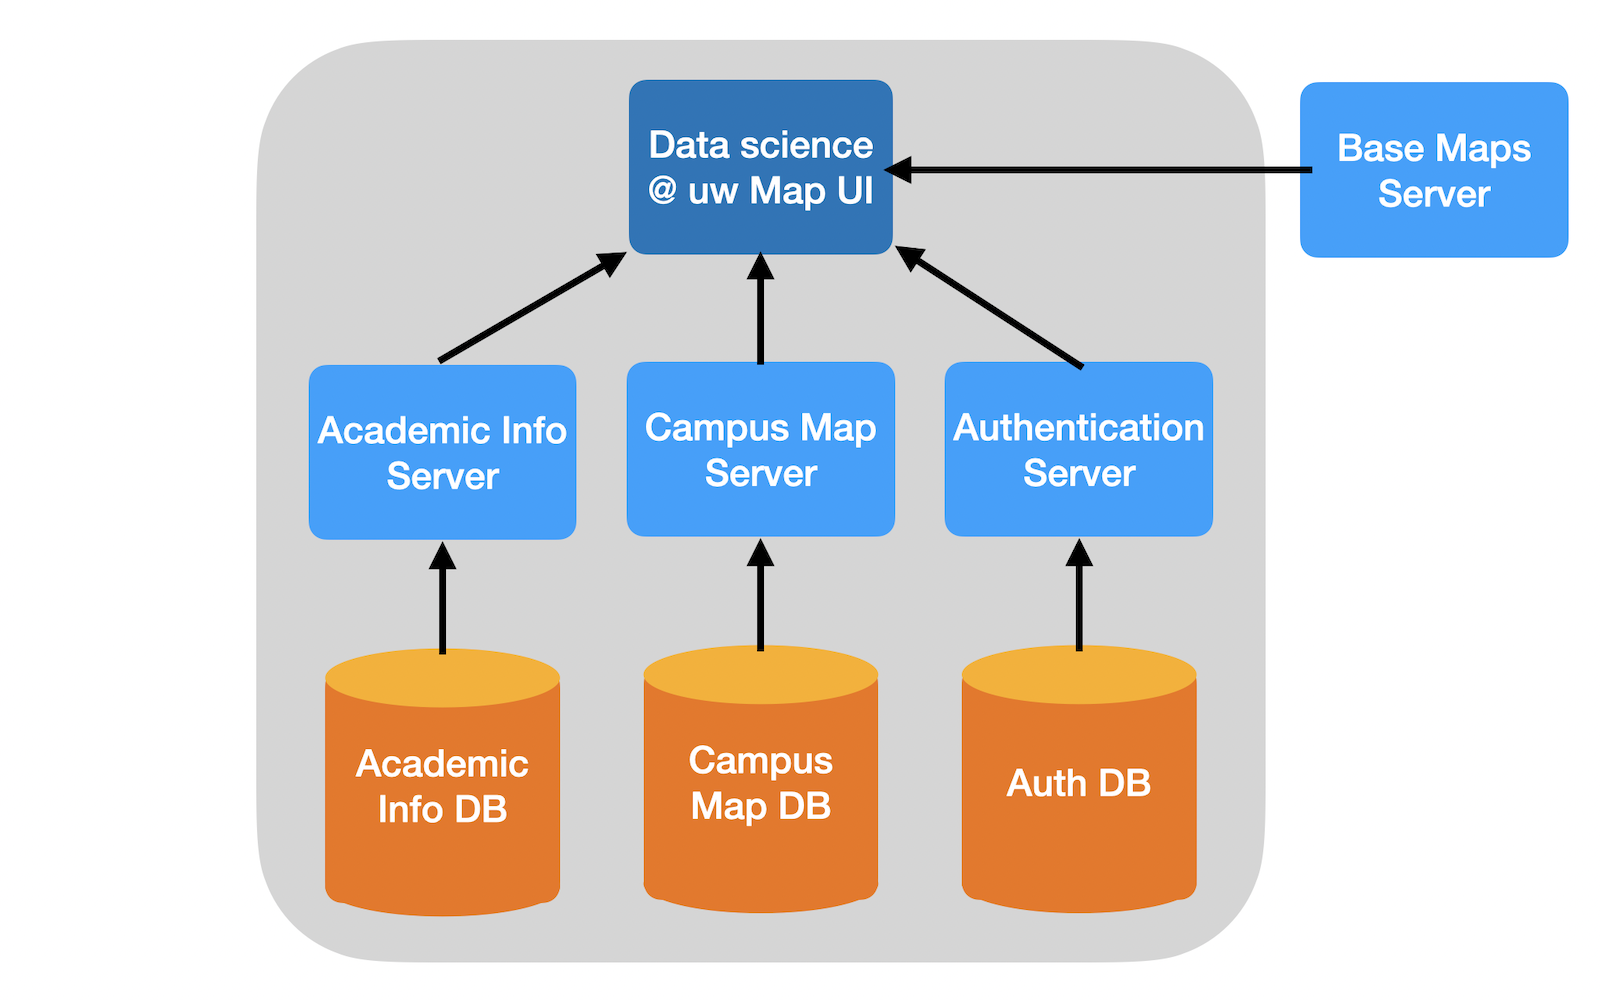 Data science
@ uw Map UI
Base Maps
Server
Academic Info
Server
Campus Map
Server
Authentication
Server
Academic
Info DB
Campus
Map DB
Auth DB